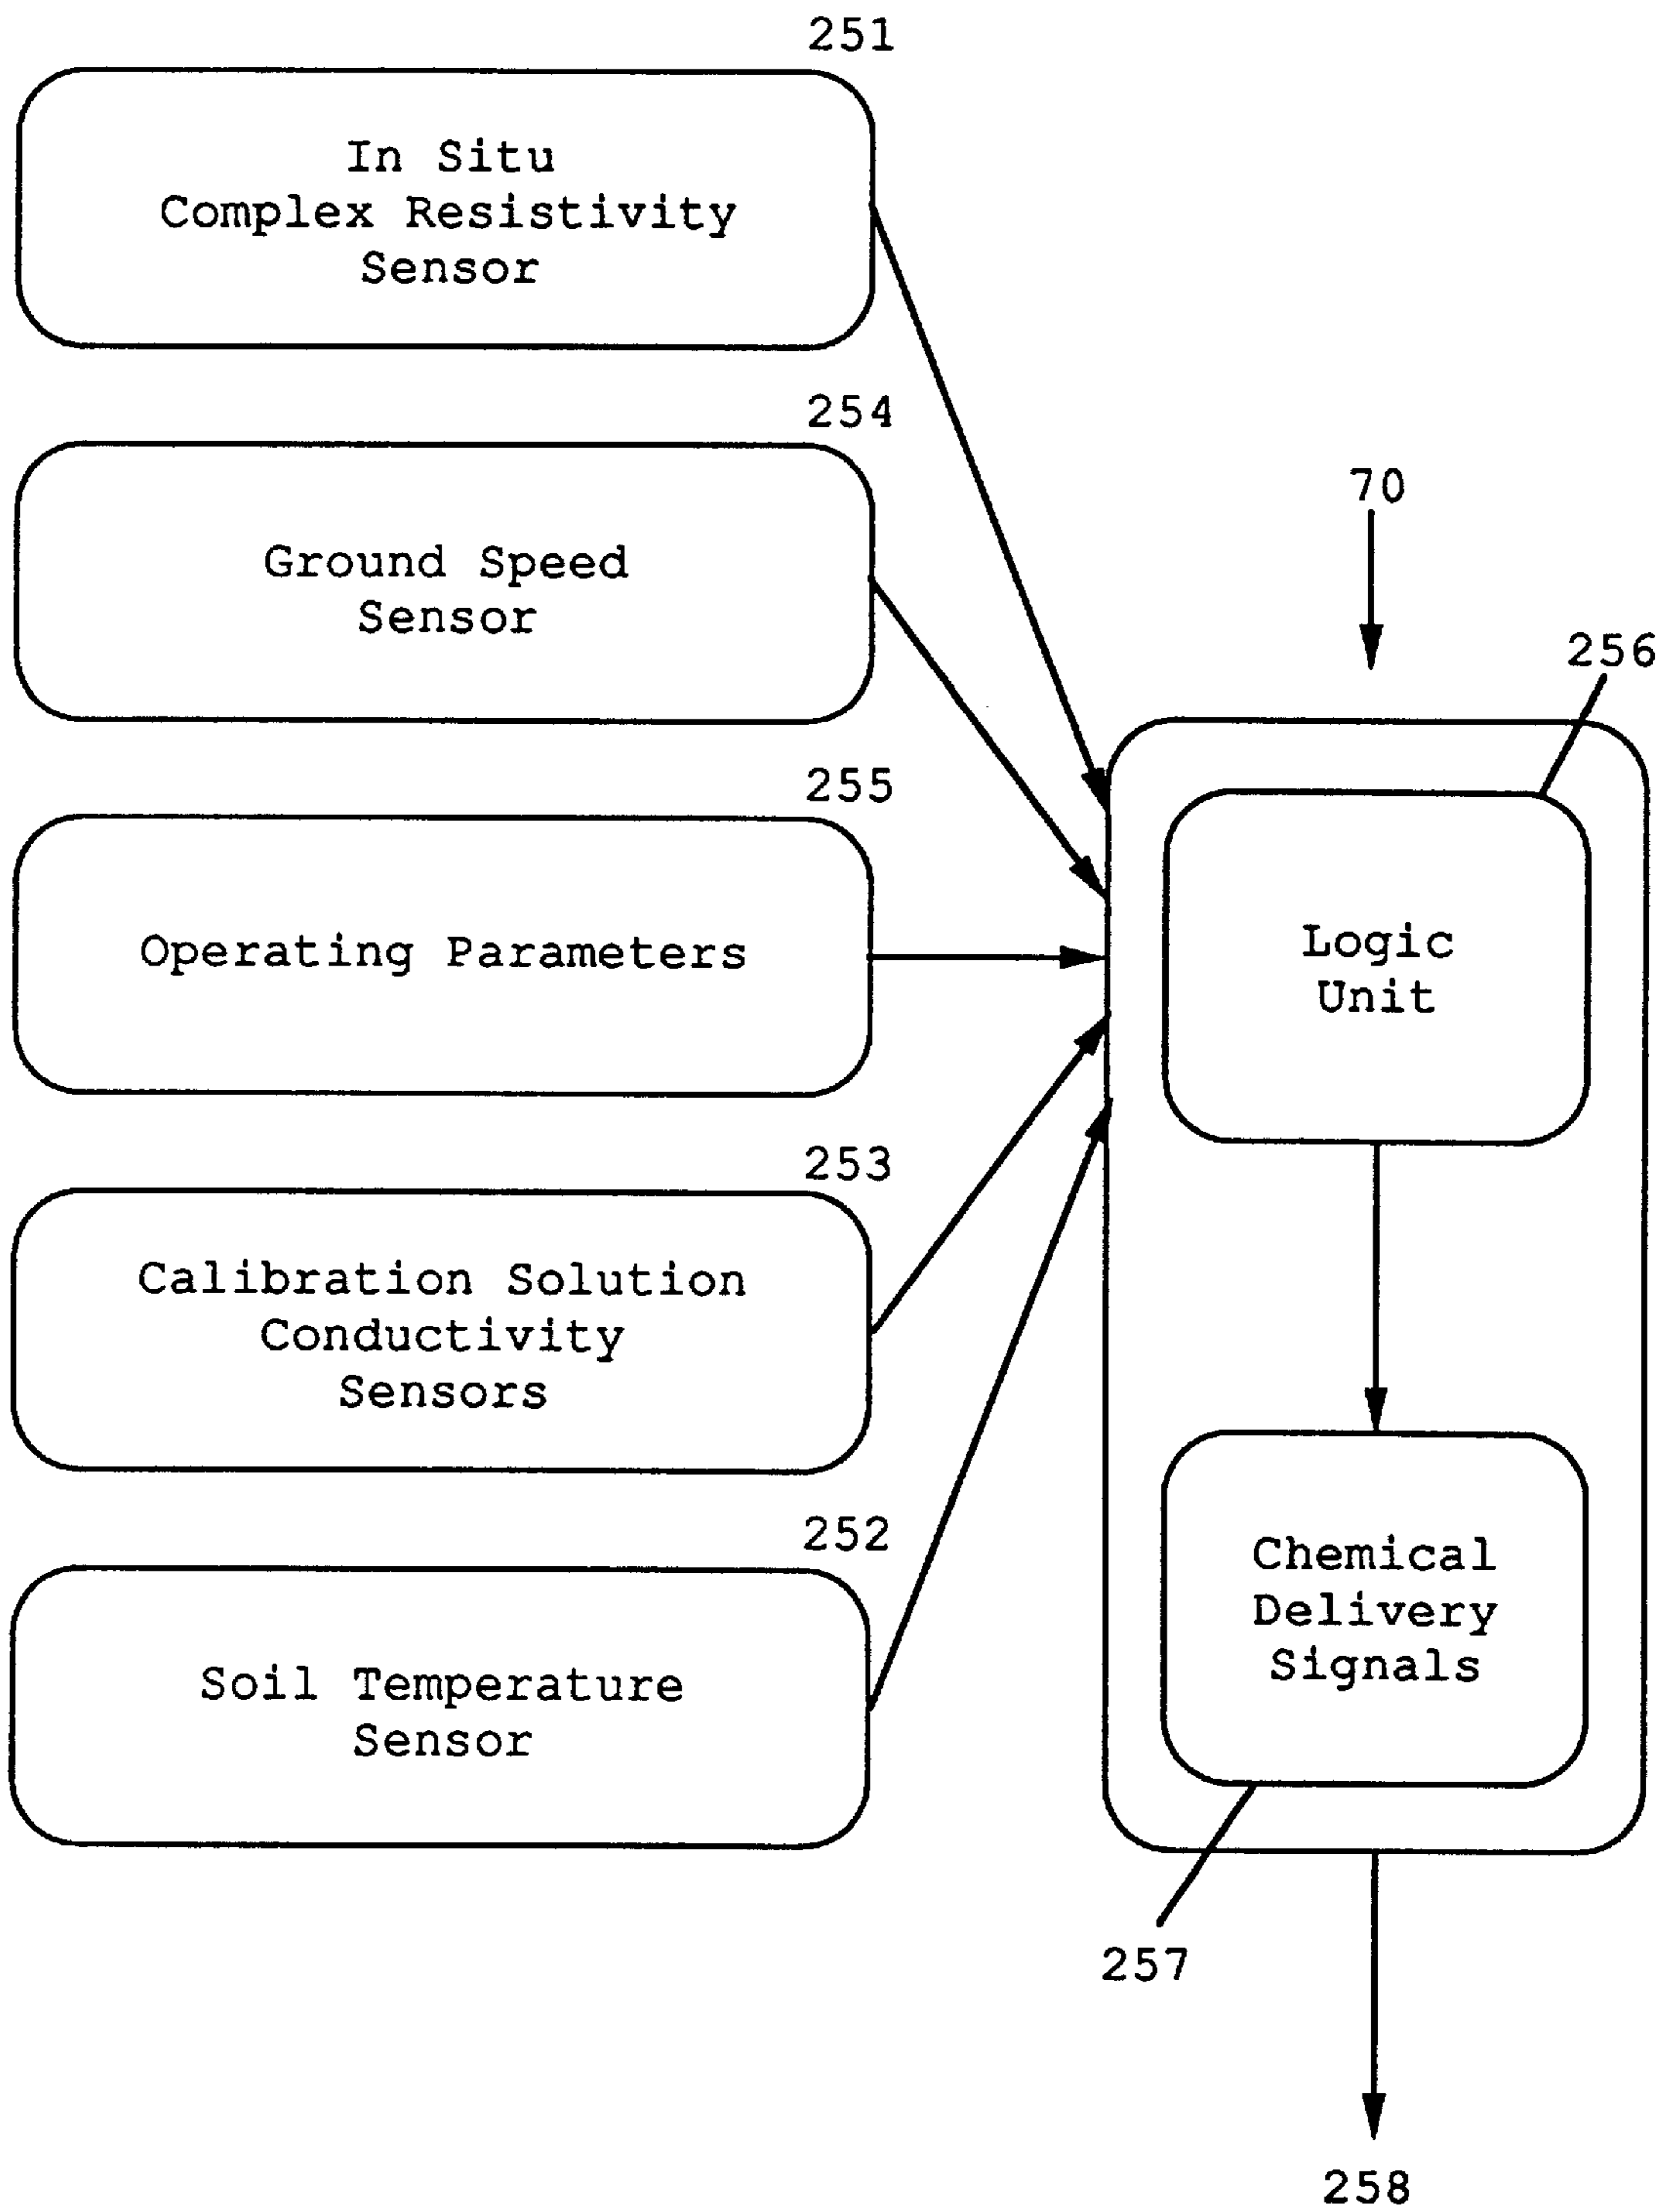 251
In Situ
Complex Resistivity
Sensor
254
Ground Speed
Sensor
255
Operating Parameters
253
Calibration Solution
Conductivity
Sensors
252
Soil Temperature
Sensor
70
256
Logic
Unit
Chemical
Delivery
Signals
257
258